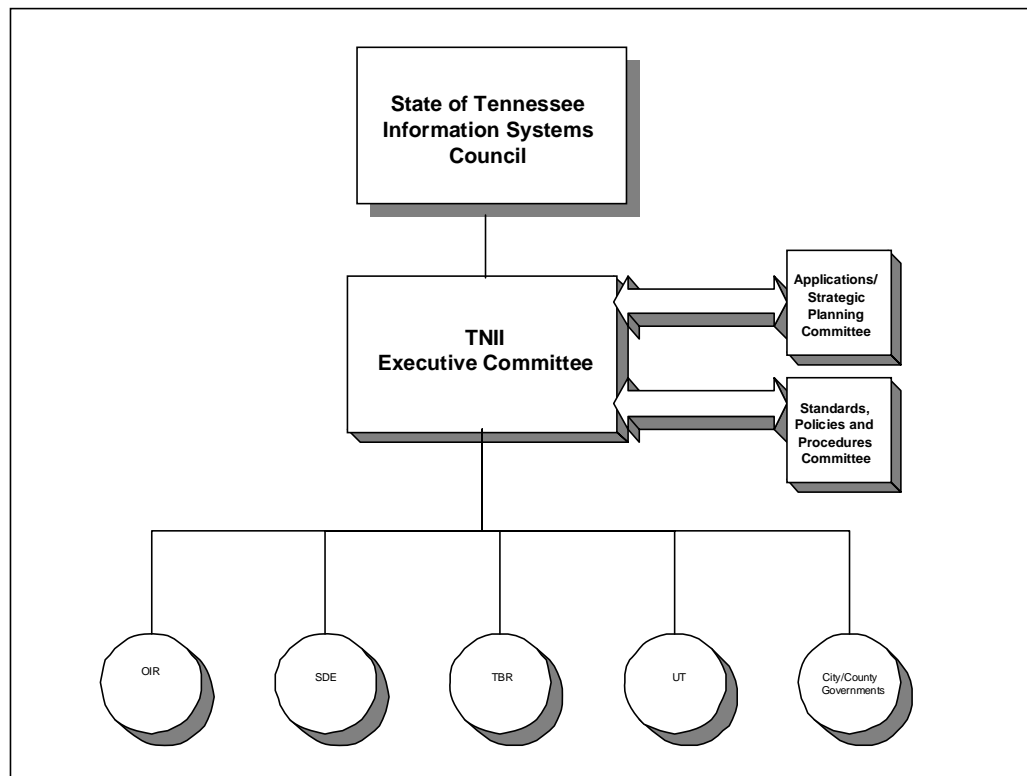 State of Tennessee
Information Systems
Council
TNII
Executive Committee
Applications/
Strategic
Planning
Committee
Standards,
Policies and
Procedures
Committee
OIR
SDE
TBR
UT
City/County
Governments